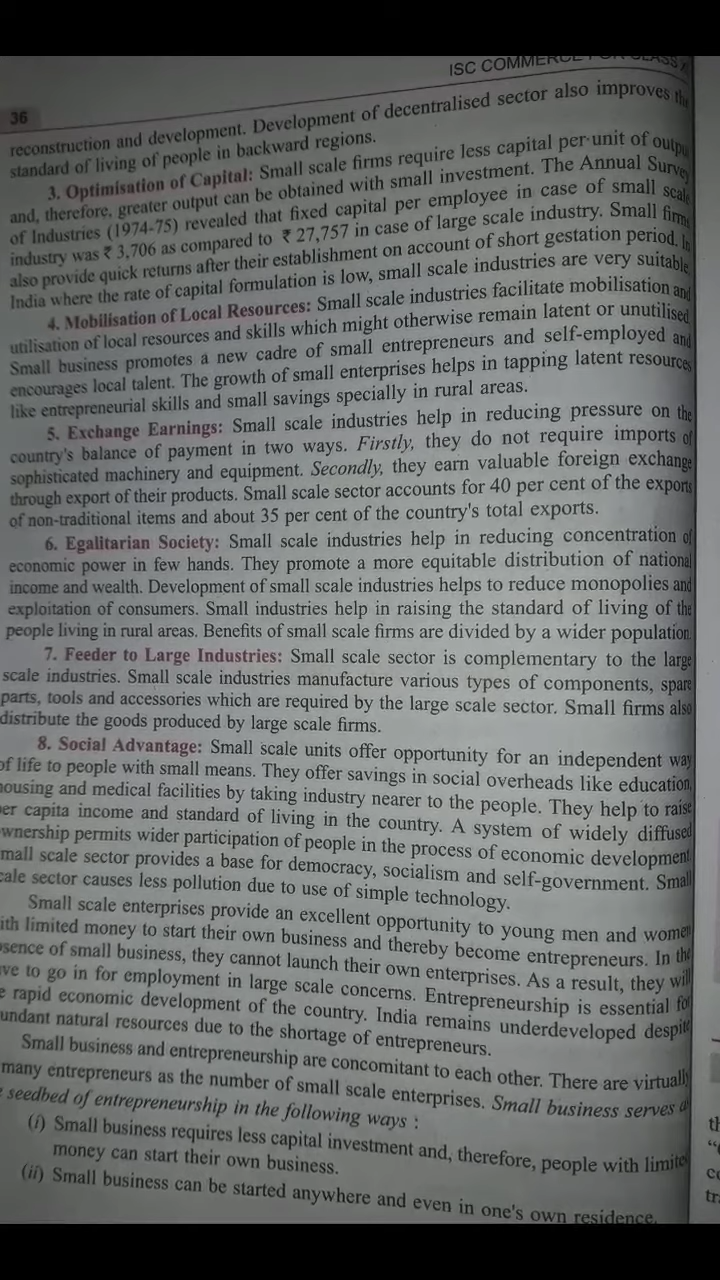 ISC COMMERCE FOR CLASS
36
reconstruction and development. Development of decentralised sector also improves the
standard of living of people in backward regions.
3. Optimisation of Capital: Small scale firms require less capital per unit of output
and, therefore, greater output can be obtained with small investment. The Annual Survey
of Industries (1974-75) revealed that fixed capital per employee in case of small scale
industry was ₹ 3,706 as compared to ₹ 27,757 in case of large scale industry. Small firms
also provide quick returns after their establishment on account of short gestation period. In
India where the rate of capital formulation is low, small scale industries are very suitable.
4. Mobilisation of Local Resources: Small scale industries facilitate mobilisation and
utilisation of local resources and skills which might otherwise remain latent or unutilised
Small business promotes a new cadre of small entrepreneurs and self-employed and
encourages local talent. The growth of small enterprises helps in tapping latent resources
like entrepreneurial skills and small savings specially in rural areas.
5. Exchange Earnings: Small scale industries help in reducing pressure on the
country's balance of payment in two ways. Firstly, they do not require imports of
sophisticated machinery and equipment. Secondly, they earn valuable foreign exchange
through export of their products. Small scale sector accounts for 40 per cent of the exports
of non-traditional items and about 35 per cent of the country's total exports.
6. Egalitarian Society: Small scale industries help in reducing concentration of
economic power in few hands. They promote a more equitable distribution of national
income and wealth. Development of small scale industries helps to reduce monopolies and
exploitation of consumers. Small industries help in raising the standard of living of the
people living in rural areas. Benefits of small scale firms are divided by a wider population.
7. Feeder to Large Industries: Small scale sector is complementary to the large
scale industries. Small scale industries manufacture various types of components, spare
parts, tools and accessories which are required by the large scale sector. Small firms also
distribute the goods produced by large scale firms.
8. Social Advantage: Small scale units offer opportunity for an independent way
of life to people with small means. They offer savings in social overheads like education,
housing and medical facilities by taking industry nearer to the people. They help to raise
er capita income and standard of living in the country. A system of widely diffused
wnership permits wider participation of people in the process of economic development
mall scale sector provides a base for democracy, socialism and self-government. Small
cale sector causes less pollution due to use of simple technology.
Small scale enterprises provide an excellent opportunity to young men and women
ith limited money to start their own business and thereby become entrepreneurs. In the
sence of small business, they cannot launch their own enterprises. As a result, they will
ve to go in for employment in large scale concerns. Entrepreneurship is essential for
e rapid economic development of the country. India remains underdeveloped despite
undant natural resources due to the shortage of entrepreneurs.
Small business and entrepreneurship are concomitant to each other. There are virtually
many entrepreneurs as the number of small scale enterprises. Small business serves a
seedbed of entrepreneurship in the following ways :
(i) Small business requires less capital investment and, therefore, people with limited
money can start their own business.
(ii) Small business can be started anywhere and even in one's own residence.